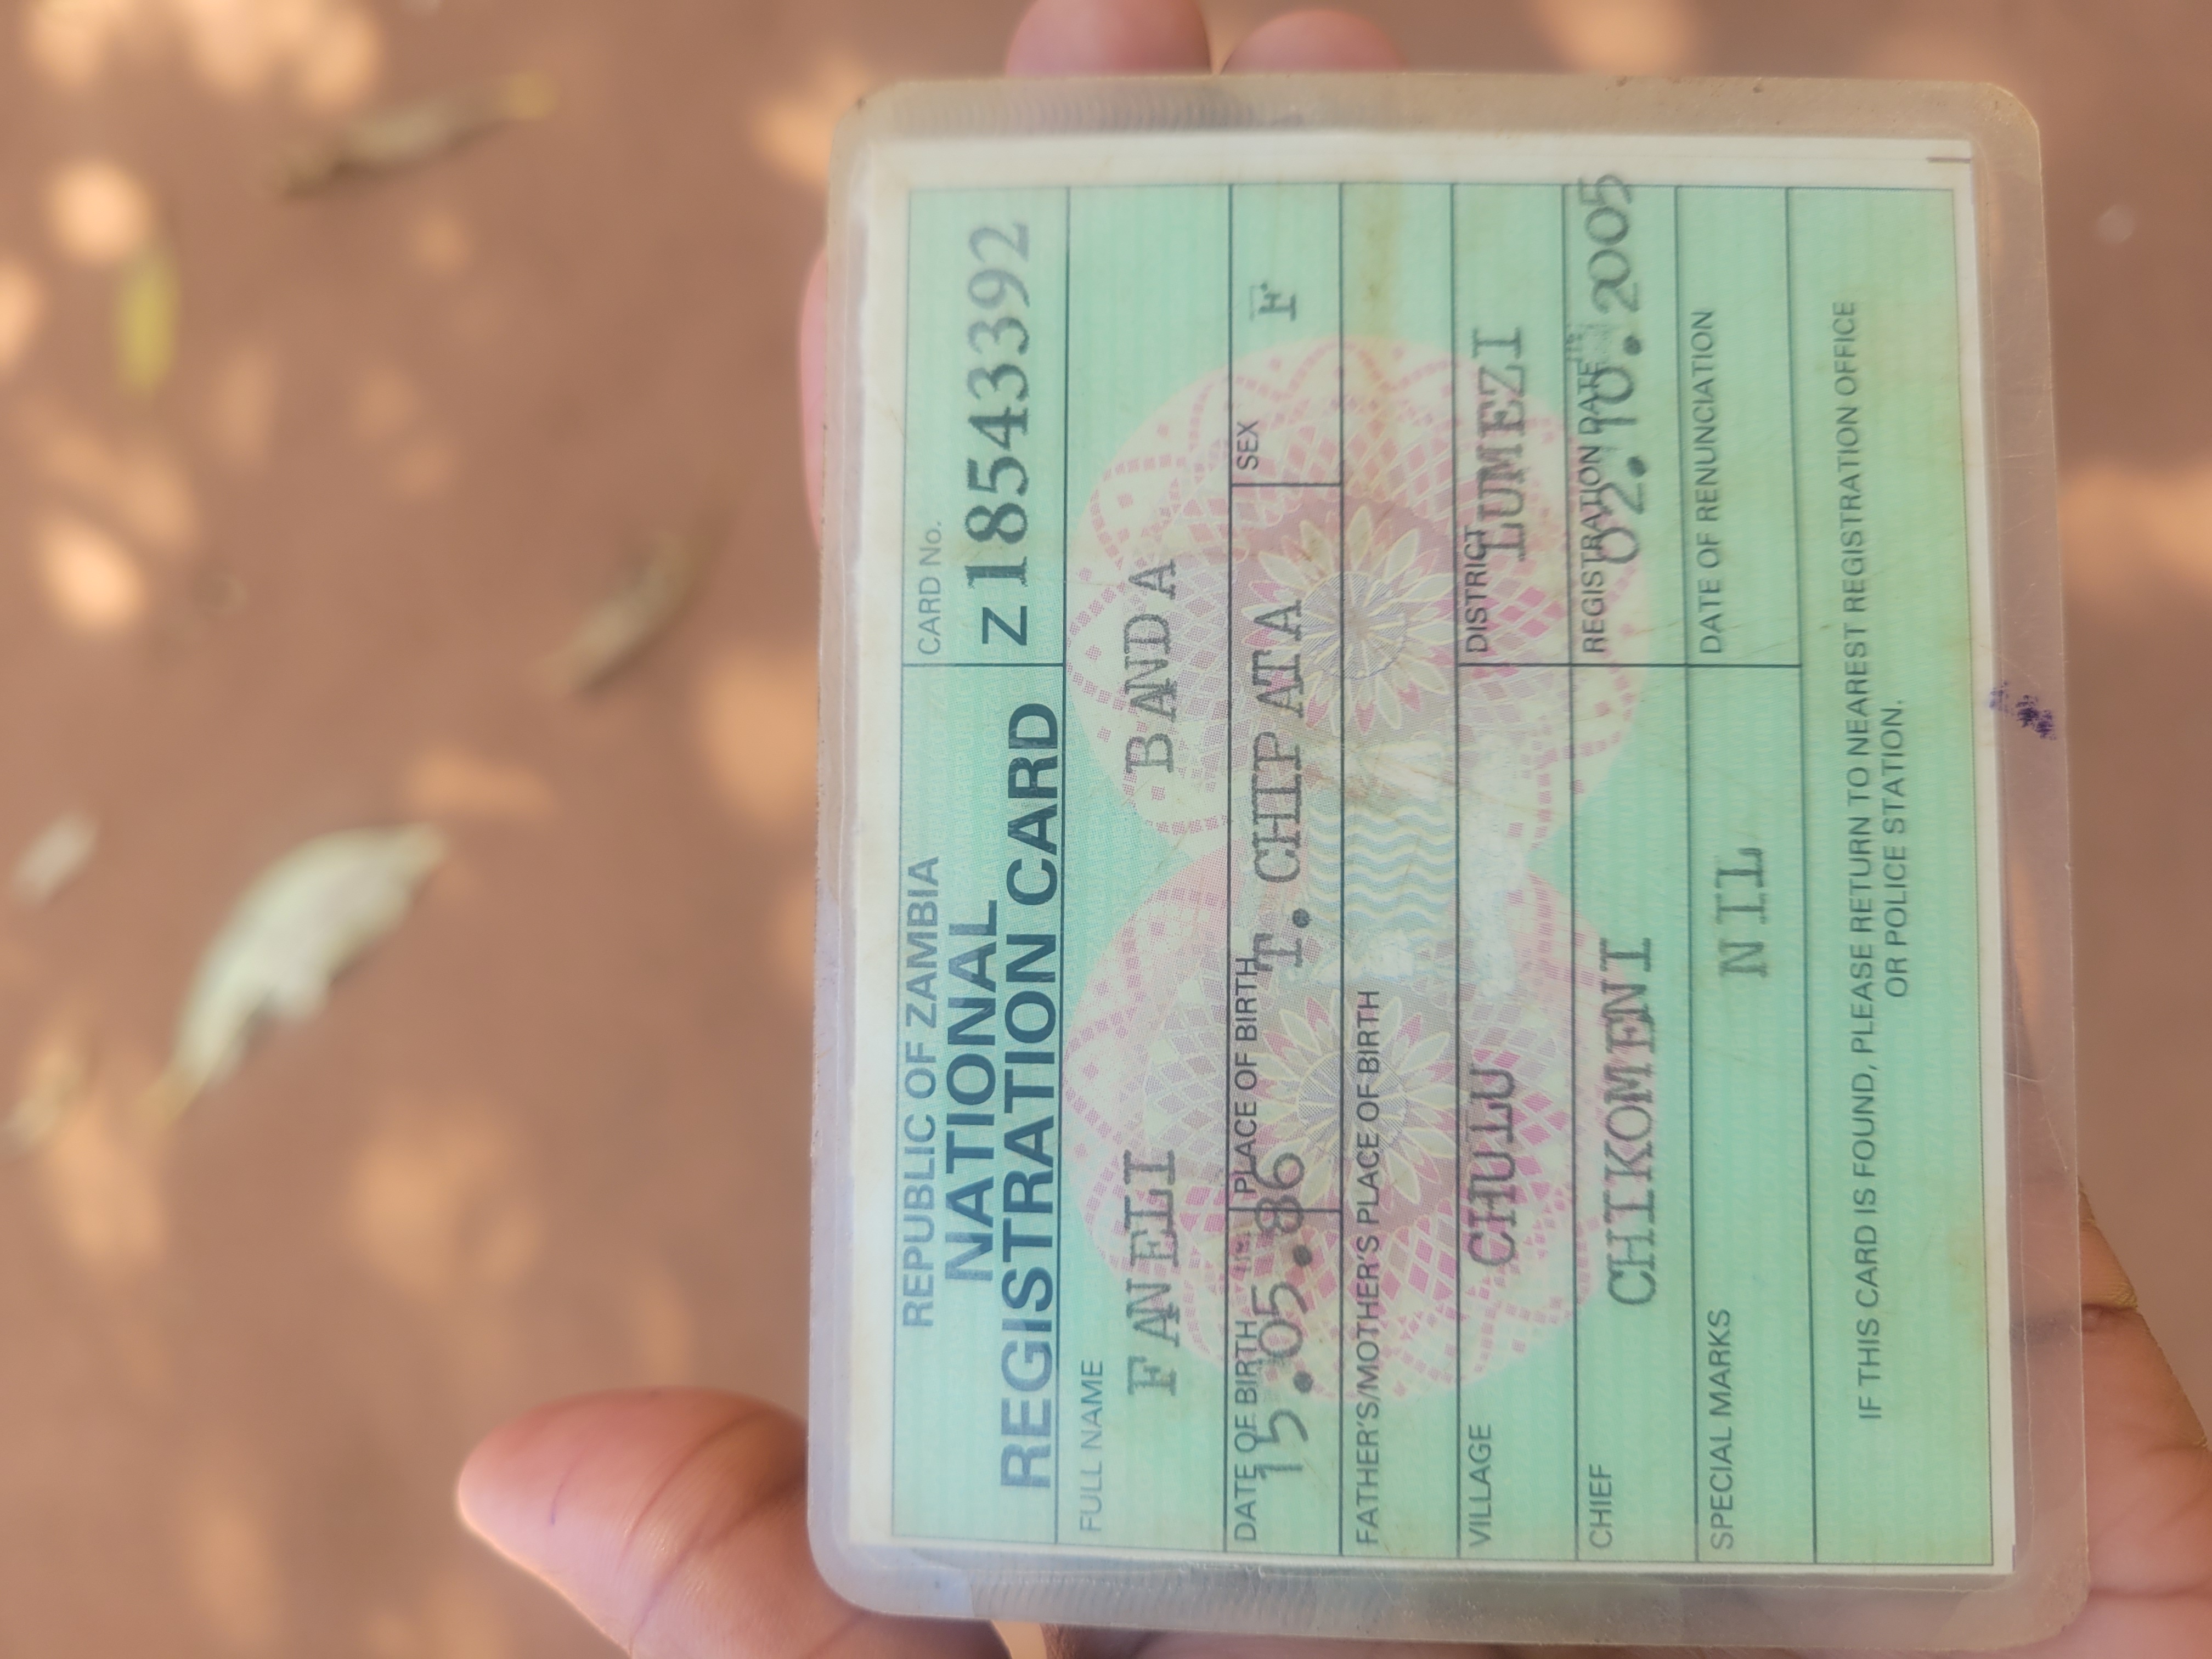 REPUBLIC OF ZAMBIA
NATIONAL
REGISTRATION CARD
CARD No.
Z 18543392
FULL NAME
FANELI BANDA
DATE OF BIRTH
15.05.86
PLACE OF BIRTH
T. CHIPATA
SEX
F
FATHER'S/MOTHER'S PLACE OF BIRTH
VILLAGE
CHULU
DISTRICT
LUMEZI
CHIEF
CHIKOMENI
REGISTRATION DATE
02.10.2005
SPECIAL MARKS
NIL
DATE OF RENUNCIATION
IF THIS CARD IS FOUND, PLEASE RETURN TO NEAREST REGISTRATION OFFICE
OR POLICE STATION.